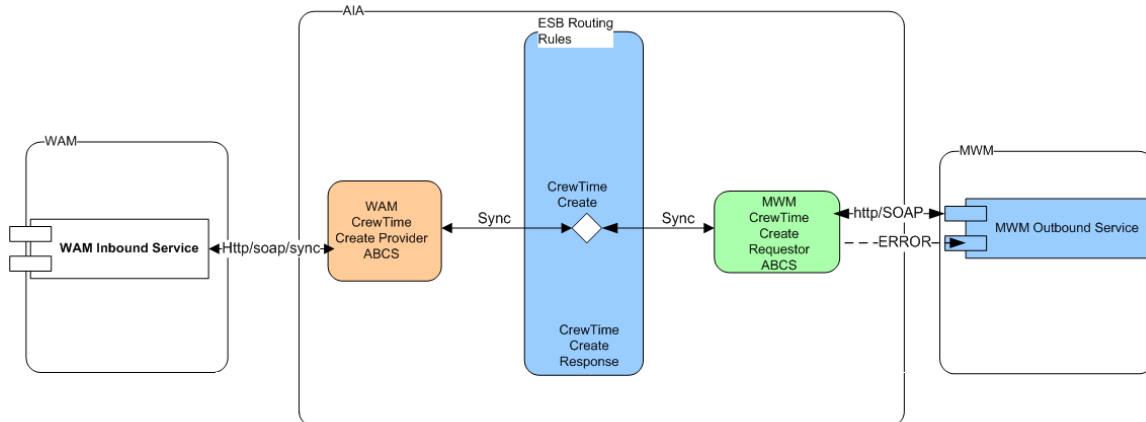 AIA
ESB Routing
Rules
WAM
MWM
CrewTime
Create
WAM
CrewTime
Create Provider
ABCS
Sync
Sync
MWM
CrewTime
Create
Requestor
ABCS
http/SOAP
ERROR
WAM Inbound Service
Http/soap/sync
MWM Outbound Service
CrewTime
Create
Response